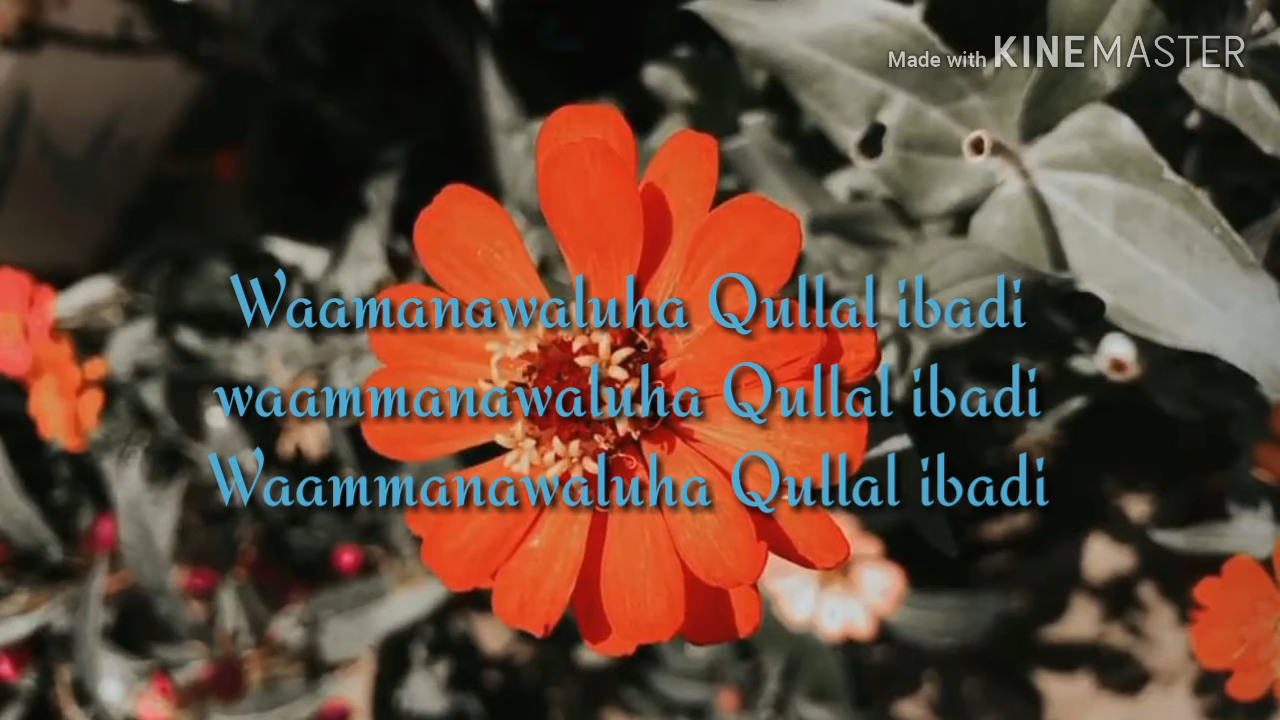 Made with KINEMASTER
Waamanawaluha Qullal ibadi
waammanawaluha Qullal ibadi
Waammanawaluha Qullal ibadi